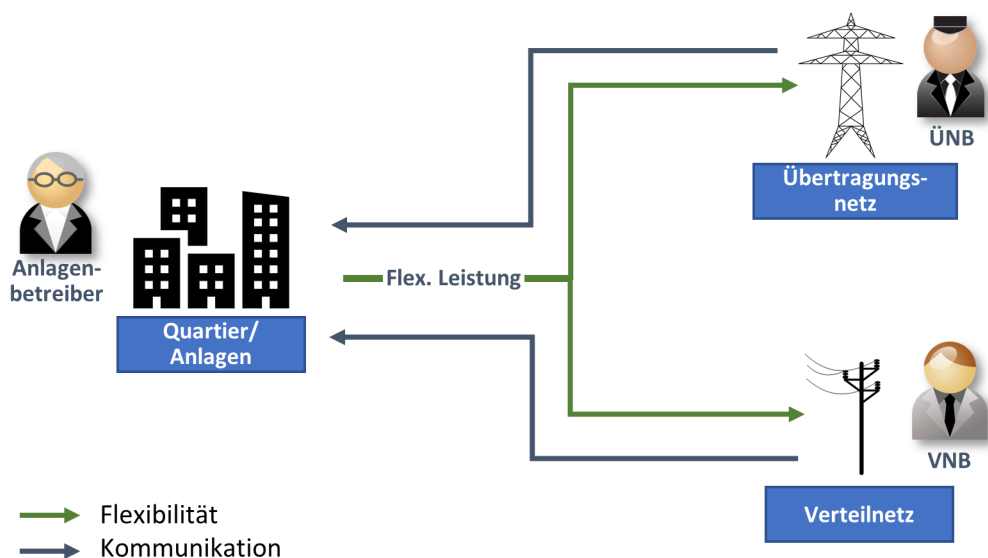 ÜNB
Übertragungs-
netz
Anlagen-
betreiber
Flex. Leistung
Quartier/
Anlagen
VNB
Verteilnetz
Flexibilität
Kommunikation